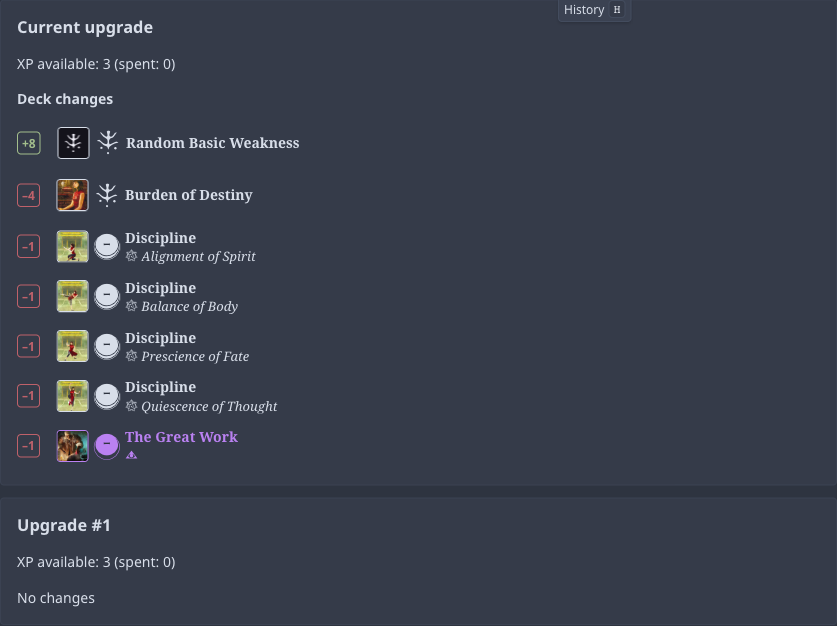 History H
Current upgrade
XP available: 3 (spent: 0)
Deck changes
+8 Random Basic Weakness
−4 Burden of Destiny
−1 Discipline
Alignment of Spirit
−1 Discipline
Balance of Body
−1 Discipline
Prescience of Fate
−1 Discipline
Quiescence of Thought
−1 The Great Work
Upgrade #1
XP available: 3 (spent: 0)
No changes